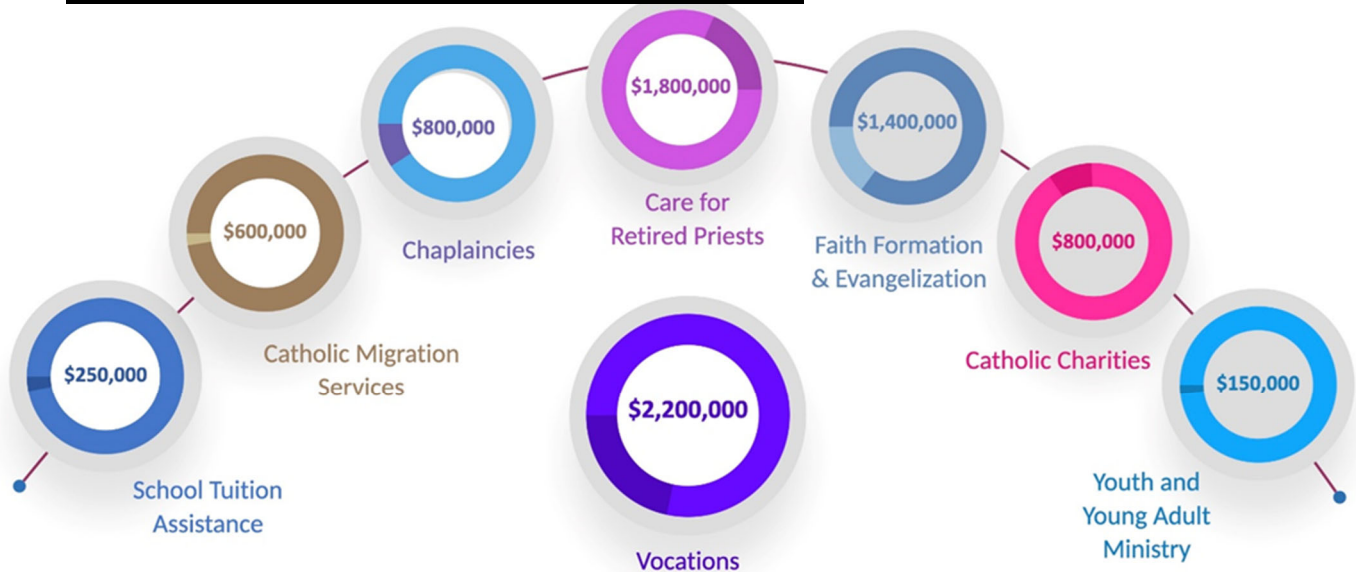 $250,000
School Tuition
Assistance
$600,000
Catholic Migration
Services
$800,000
Chaplaincies
$1,800,000
Care for
Retired Priests
$1,400,000
Faith Formation
& Evangelization
$800,000
Catholic Charities
$150,000
Youth and
Young Adult
Ministry
$2,200,000
Vocations